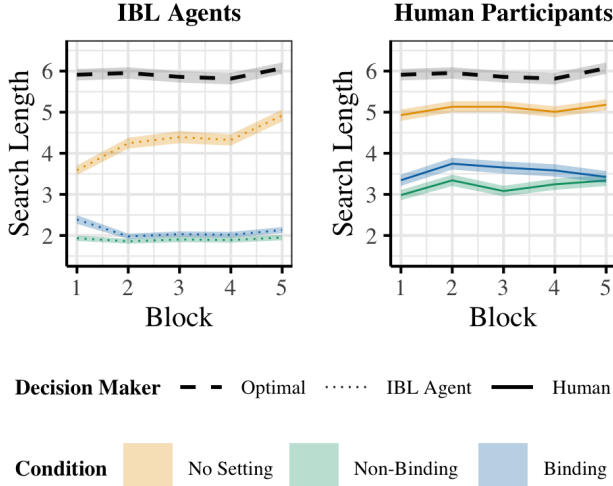 IBL Agents Human Participants
Search Length
6
5
4
3
2
1 2 3 4 5
Block
Search Length
6
5
4
3
2
1 2 3 4 5
Block
Decision Maker Optimal IBL Agent Human
Condition No Setting Non-Binding Binding